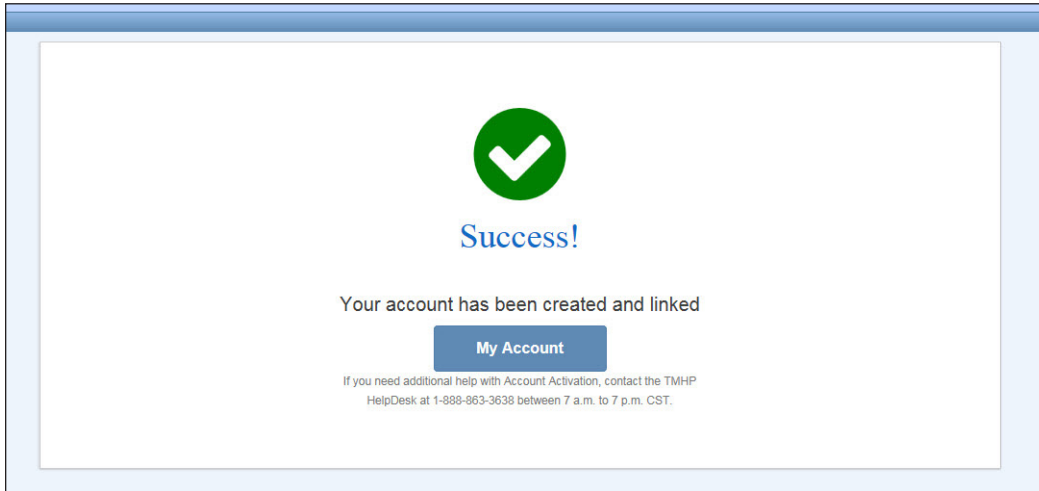 Success!
Your account has been created and linked
My Account
If you need additional help with Account Activation, contact the TMHP
HelpDesk at 1-888-863-3638 between 7 a.m. to 7 p.m. CST.